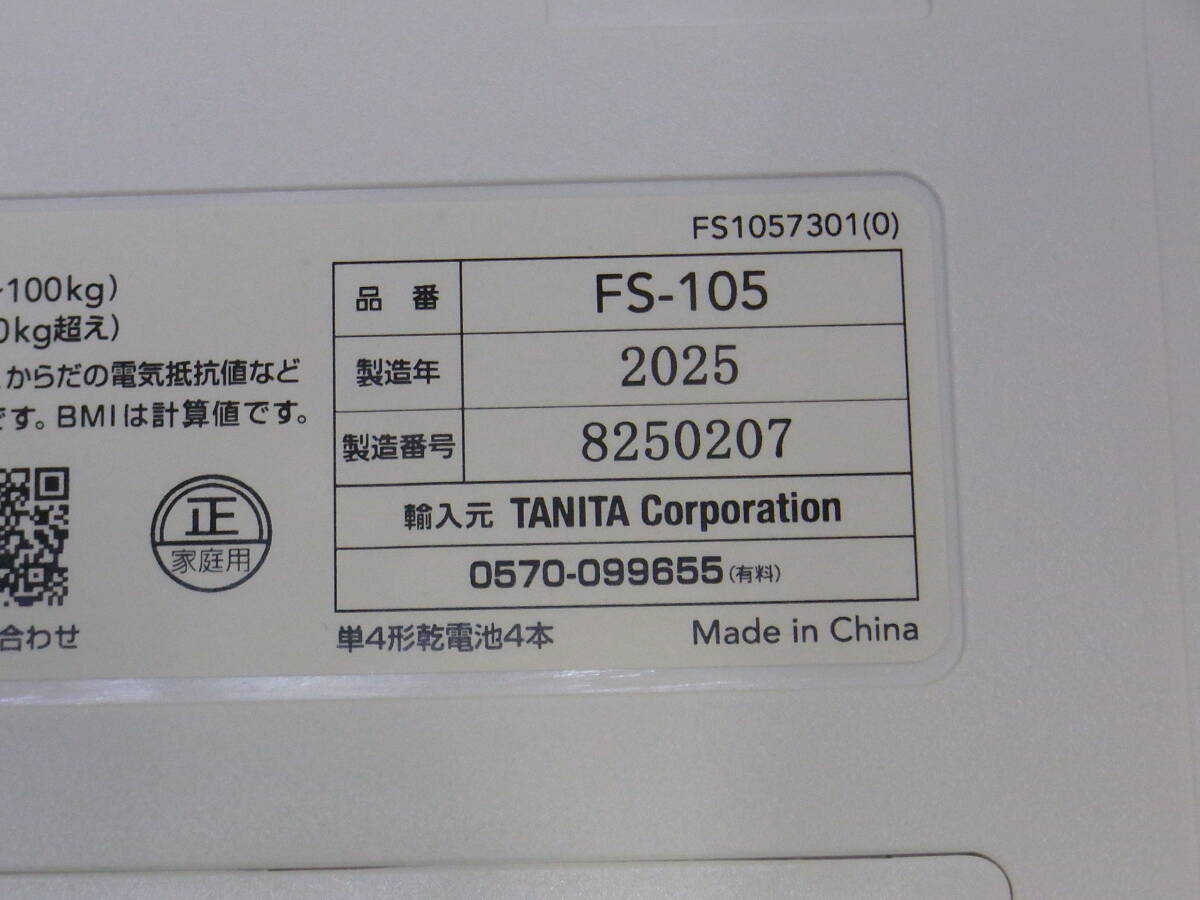 FS1057301(0)
100kg)
0kg超え)
からだの電気抵抗値など
です。BMIは計算値です。
正
家庭用
合わせ
品番 FS-105
製造年 2025
製造番号 8250207
輸入元 TANITA Corporation
0570-099655(有料)
単4形乾電池4本
Made in China